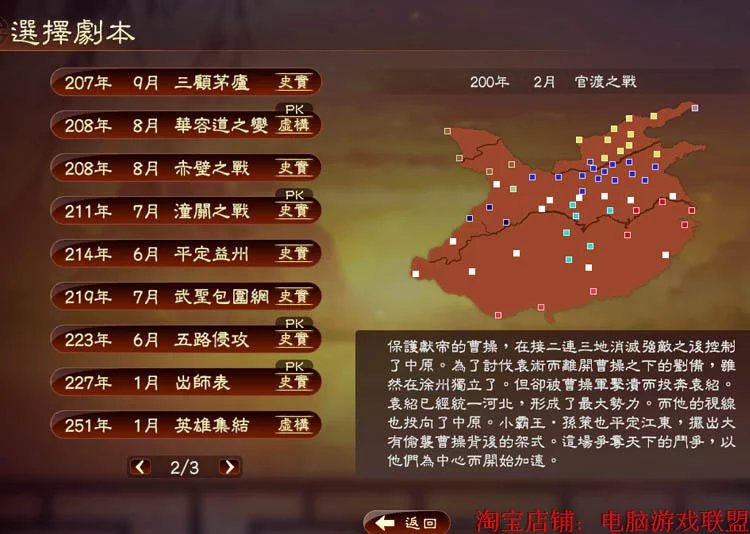 選擇劇本
207年 9月 三顧茅廬 史實
PK
208年 8月 華容道之變 虛構
208年 8月 赤壁之戰 史實
PK
211年 7月 潼關之戰 史實
214年 6月 平定益州 史實
219年 7月 武聖包圍網 史實
PK
223年 6月 五路侵攻 史實
PK
227年 1月 出師表 史實
251年 1月 英雄集結 虛構
2/3
200年 2月 官渡之戰
保護獻帝的曹操，在接二連三地消滅強敵之後控制
了中原。為了討伐袁術而離開曹操之下的劉備，雖
然在徐州獨立了。但卻被曹操軍擊潰而投奔袁紹。
袁紹已經統一河北，形成了最大勢力。而他的視線
也投向了中原。小霸王·孫策也平定江東，擺出大
有偷襲曹操背後的架式。這場爭奪天下的鬥爭，以
他們為中心而開始加速。
返回
淘宝店铺：电脑游戏联盟